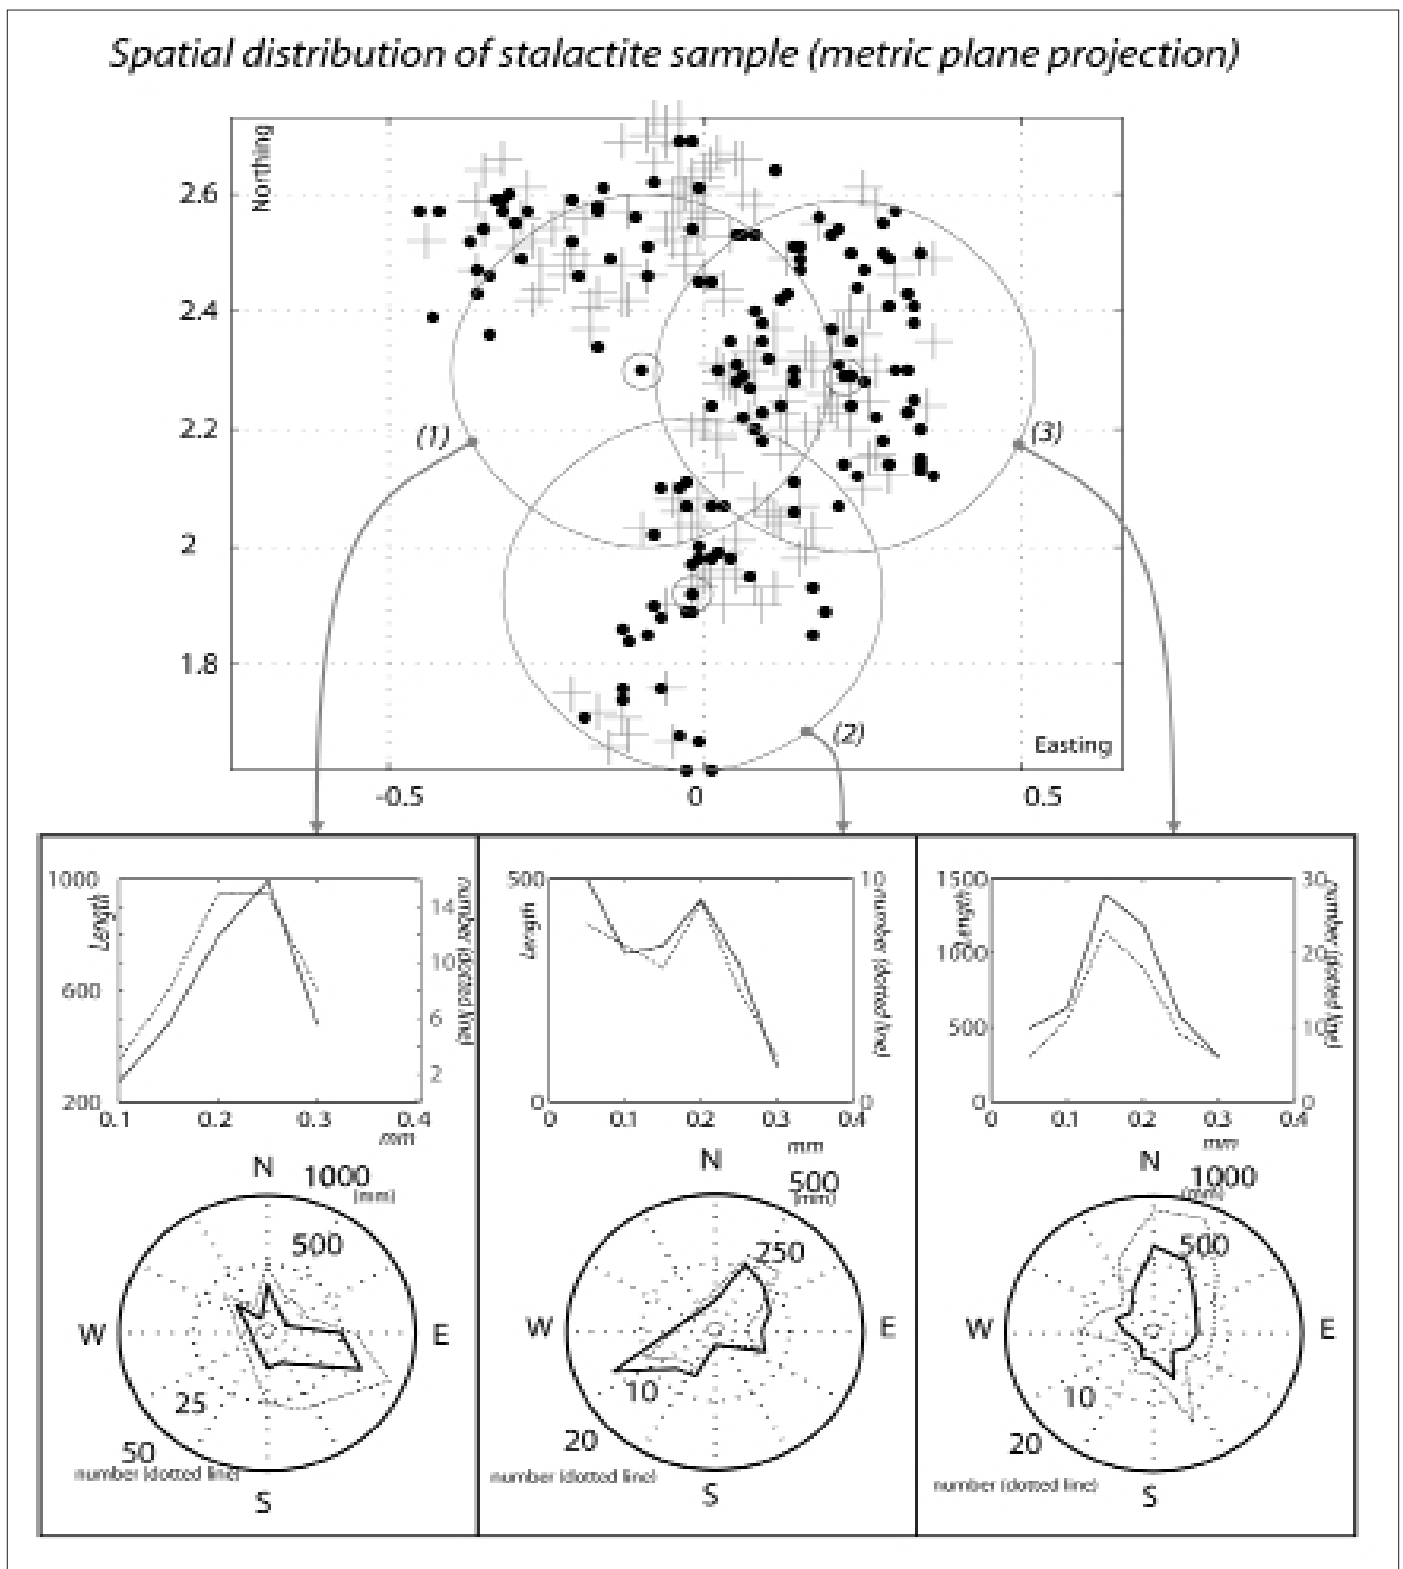 Spatial distribution of stalactite sample (metric plane projection)
Northing
2.6
2.4
2.2
2
1.8
(1)
(3)
(2)
Easting
-0.5 0 0.5
1000
600
200
Length
14
10
6
2
number (dotted line)
0.1 0.2 0.3 0.4
mm
500
0
Length
10
0
number (dotted line)
0 0.1 0.2 0.3 0.4
mm
1500
1000
500
0
Length
30
20
10
0
number (dotted line)
0 0.1 0.2 0.3 0.4
mm
N
1000
(mm)
500
W
E
25
50
number (dotted line)
S
N
500
(mm)
250
W
E
10
20
number (dotted line)
S
N
1000
(mm)
500
W
E
10
20
number (dotted line)
S